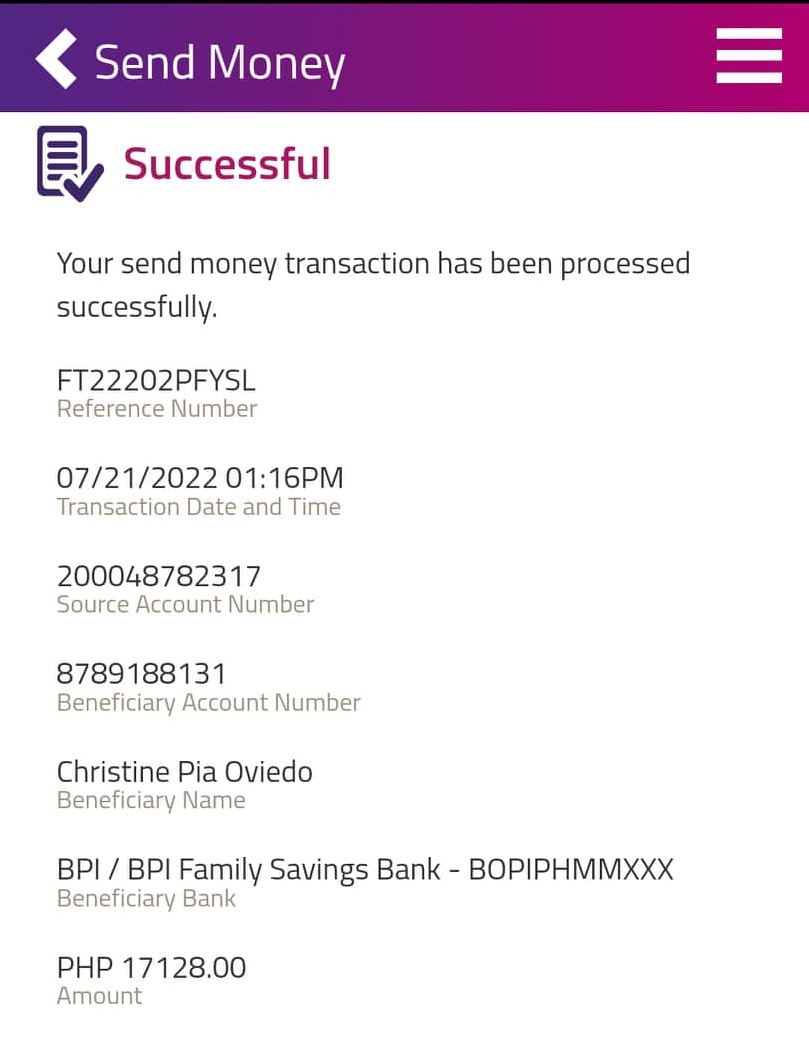 Send Money
Successful
Your send money transaction has been processed
successfully.
FT22202PFYSL
Reference Number
07/21/2022 01:16PM
Transaction Date and Time
200048782317
Source Account Number
8789188131
Beneficiary Account Number
Christine Pia Oviedo
Beneficiary Name
BPI / BPI Family Savings Bank - BOPIPHMMXXX
Beneficiary Bank
PHP 17128.00
Amount